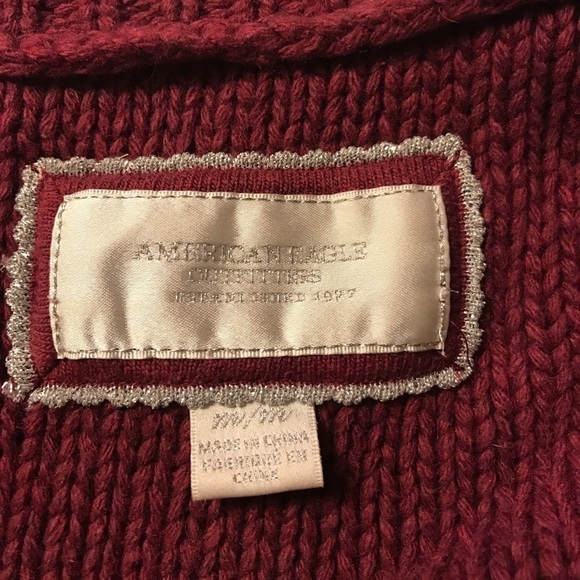 AMERICAN EAGLE
OUTFITTERS
ESTABLISHED 1977
M/M
MADE IN CHINA
FABRIQUÉ EN
CHINE